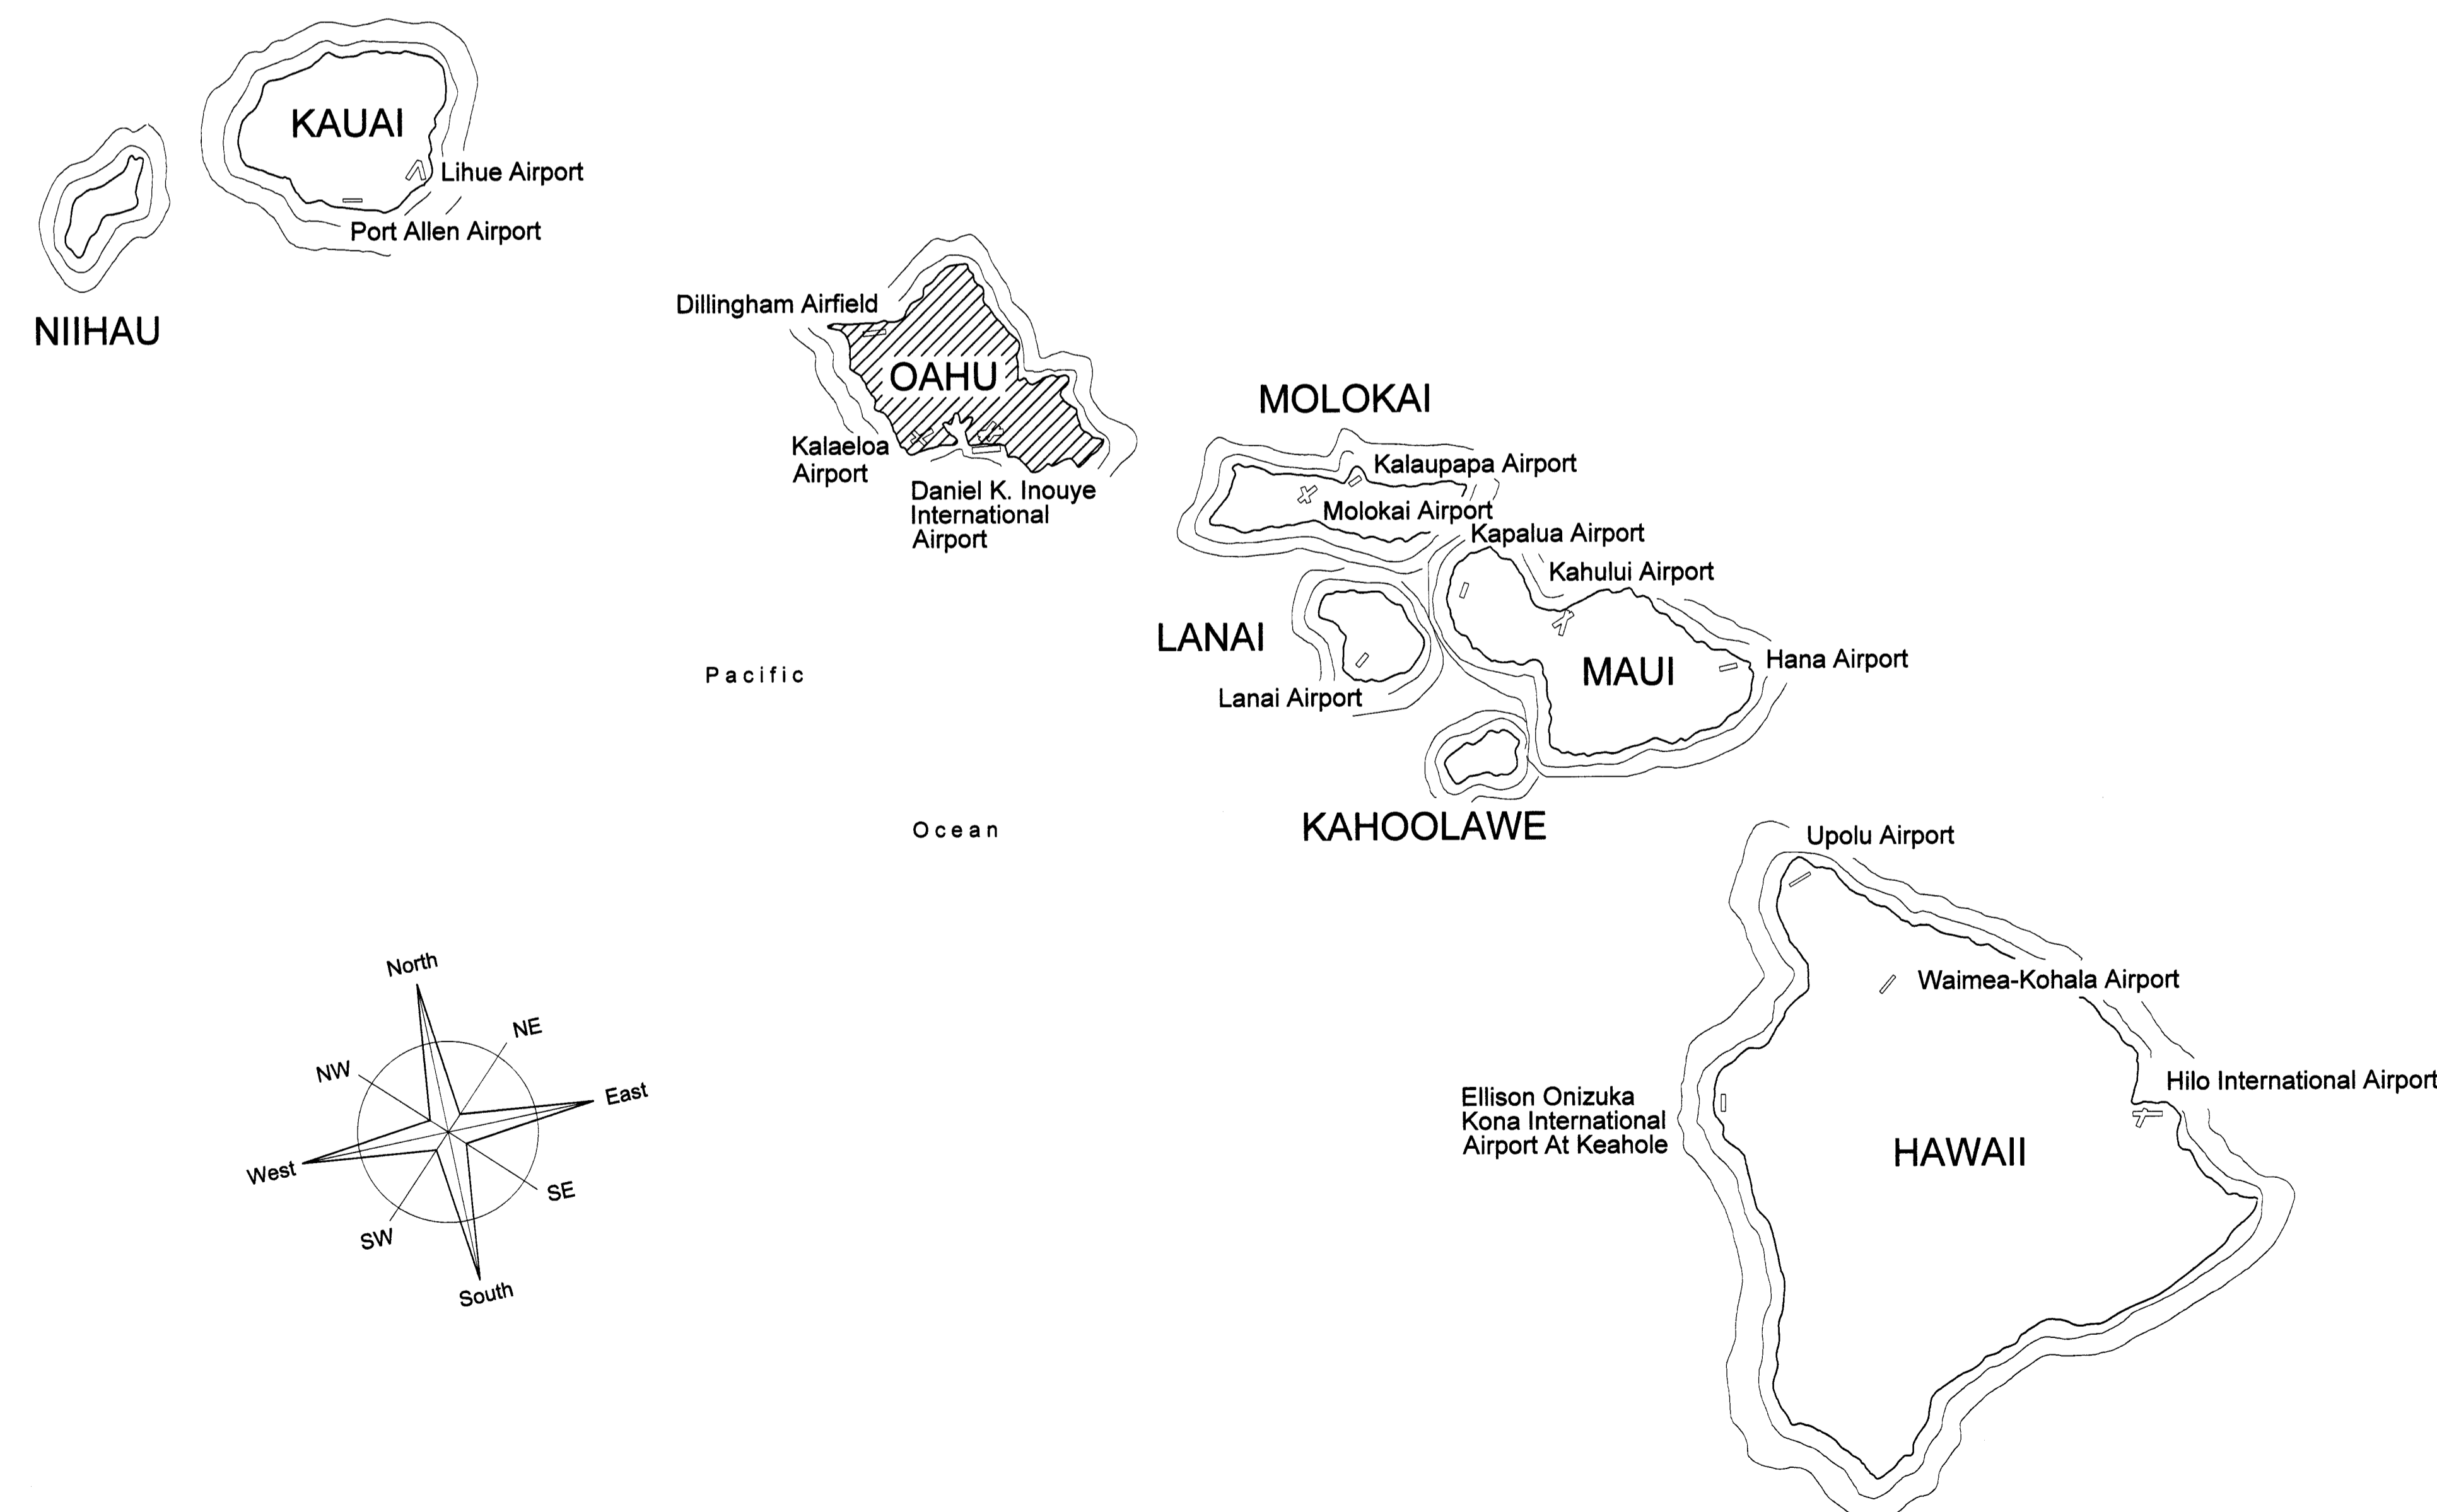 KAUAI
Lihue Airport
Port Allen Airport
NIIHAU
Dillingham Airfield
OAHU
Kalaeloa
Airport
Daniel K. Inouye
International
Airport
MOLOKAI
Kalaupapa Airport
Molokai Airport
Kapalua Airport
Kahului Airport
LANAI
Lanai Airport
MAUI
Hana Airport
Pacific
Ocean
KAHOOLAWE
Upolu Airport
Waimea-Kohala Airport
Hilo International Airport
Ellison Onizuka
Kona International
Airport At Keahole
HAWAII
North
NE
NW
East
West
SE
SW
South